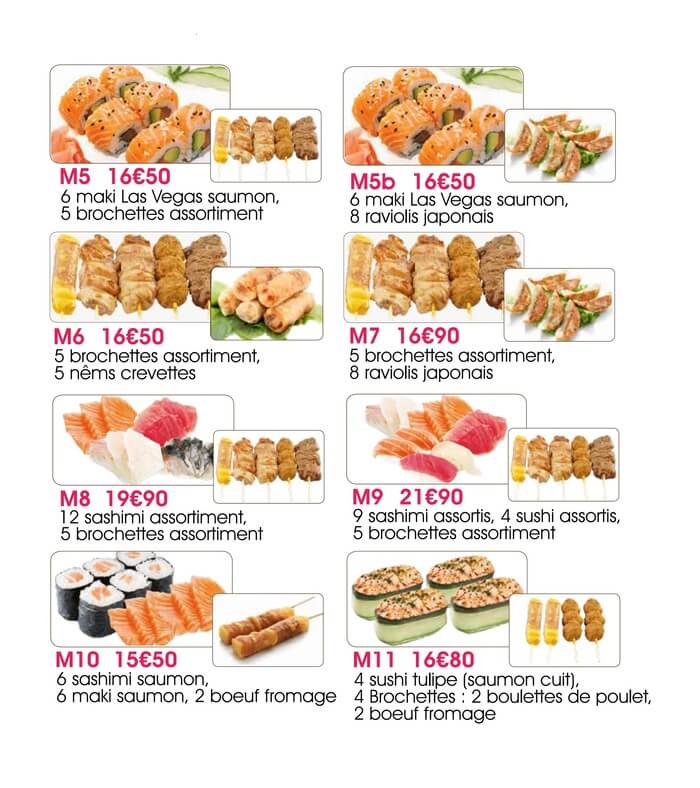 M5 16€50
6 maki Las Vegas saumon,
5 brochettes assortiment
M5b 16€50
6 maki Las Vegas saumon,
8 raviolis japonais
M6 16€50
5 brochettes assortiment,
5 nêms crevettes
M7 16€90
5 brochettes assortiment,
8 raviolis japonais
M8 19€90
12 sashimi assortiment,
5 brochettes assortiment
M9 21€90
9 sashimi assortis, 4 sushi assortis,
5 brochettes assortiment
M10 15€50
6 sashimi saumon,
6 maki saumon, 2 boeuf fromage
M11 16€80
4 sushi tulipe (saumon cuit),
4 Brochettes : 2 boulettes de poulet,
2 boeuf fromage